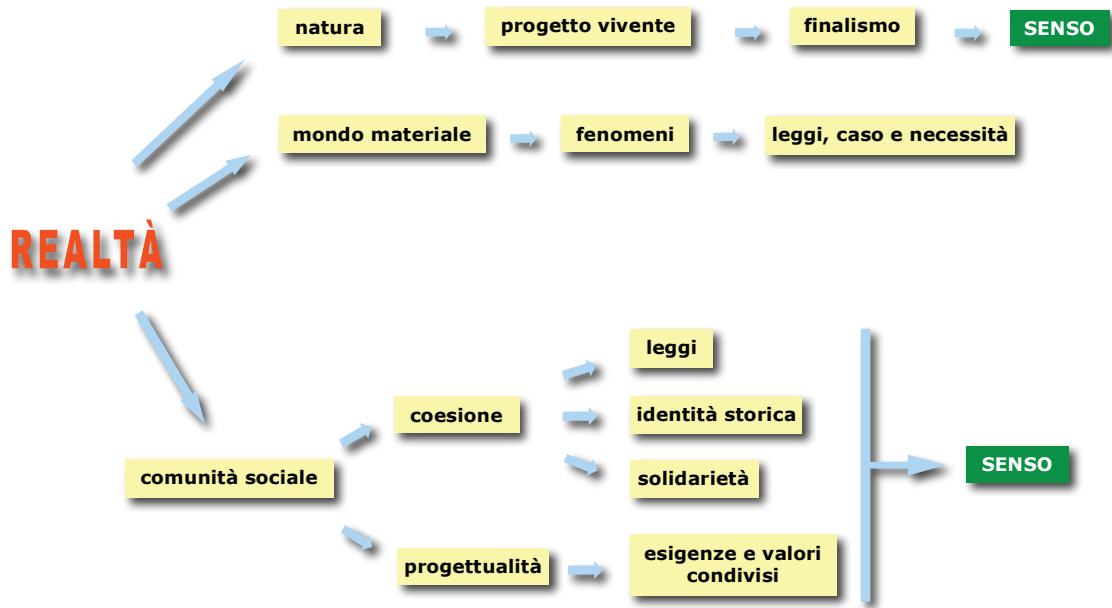 natura
progetto vivente
finalismo
SENSO
mondo materiale
fenomeni
leggi, caso e necessità
REALTÀ
leggi
coesione
identità storica
comunità sociale
solidarietà
SENSO
progettualità
esigenze e valori
condivisi